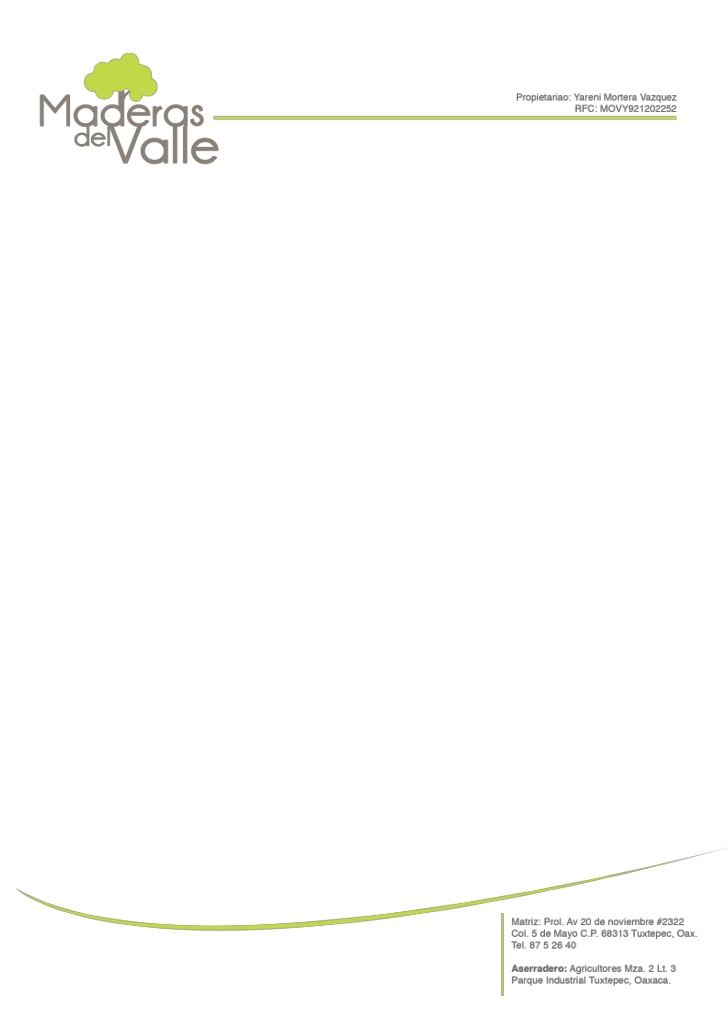 Maderas
del Valle
Propietariao: Yareni Mortera Vazquez
RFC: MOVY921202252
Matriz: Prol. Av 20 de noviembre #2322
Col. 5 de Mayo C.P. 68313 Tuxtepec, Oax.
Tel. 87 5 26 40
Aserradero: Agricultores Mza. 2 Lt. 3
Parque Industrial Tuxtepec, Oaxaca.